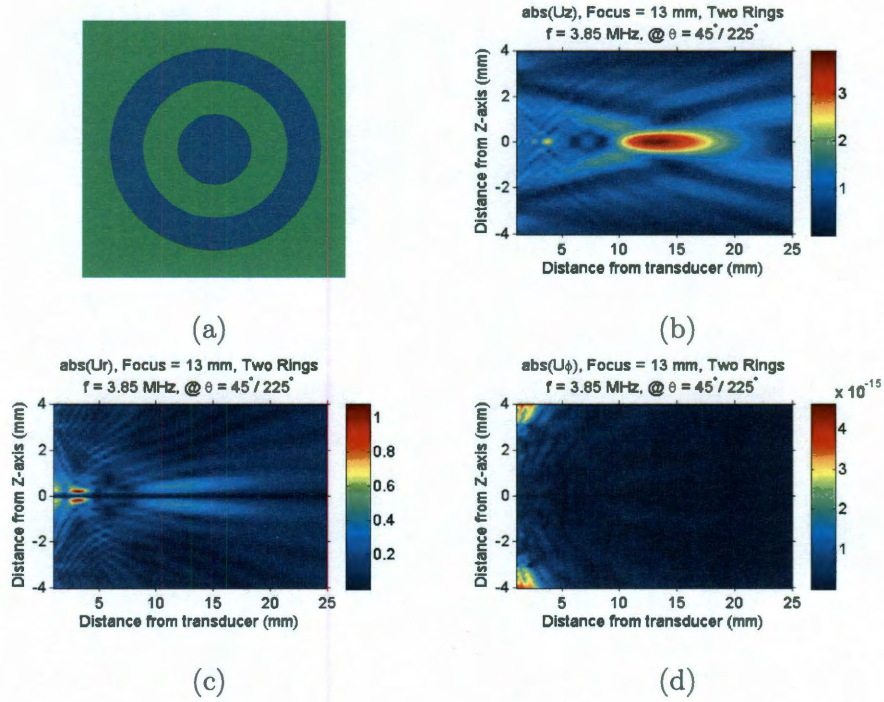 abs(Uz), Focus = 13 mm, Two Rings
f = 3.85 MHz, @ θ = 45°/ 225°
4
2
0
-2
-4
Distance from Z-axis (mm)
5
10
15
20
25
Distance from transducer (mm)
3
2
1
(a)
(b)
abs(Ur), Focus = 13 mm, Two Rings
f = 3.85 MHz, @ θ = 45°/ 225°
4
2
0
-2
-4
Distance from Z-axis (mm)
5
10
15
20
25
Distance from transducer (mm)
1
0.8
0.6
0.4
0.2
abs(Uϕ), Focus = 13 mm, Two Rings
f = 3.85 MHz, @ θ = 45°/ 225°
x 10⁻¹⁵
4
2
0
-2
-4
Distance from Z-axis (mm)
5
10
15
20
25
Distance from transducer (mm)
4
3
2
1
(c)
(d)